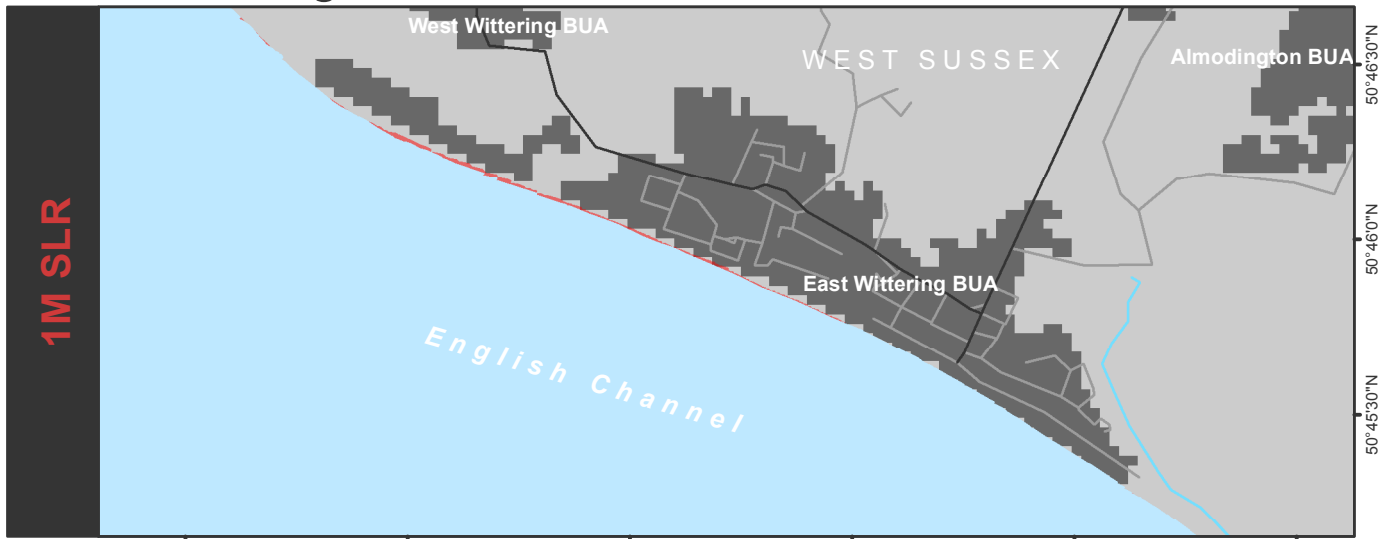 West Wittering BUA
WEST SUSSEX
Almodington BUA
50°46'30"N
1M SLR
50°46'0"N
East Wittering BUA
English Channel
50°45'30"N